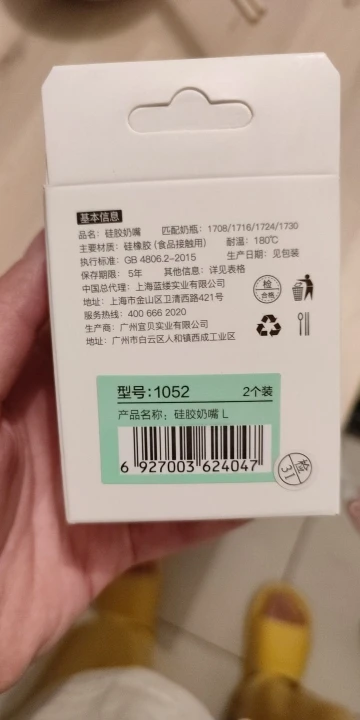 基本信息
品名：硅胶奶嘴 匹配奶瓶：1708/1716/1724/1730
主要材质：硅橡胶 (食品接触用) 耐温：180℃
执行标准：GB 4806.2-2015 生产日期：见包装
保存期限：5年 其他信息：详见表格
中国总代理：上海蓝缕实业有限公司
地址：上海市金山区卫清西路421号
服务热线：400 666 2020
生产商：广州宜贝实业有限公司
地址：广州市白云区人和镇西成工业区
检
合格
型号：1052 2个装
产品名称：硅胶奶嘴 L
6 927003 624047
检
31